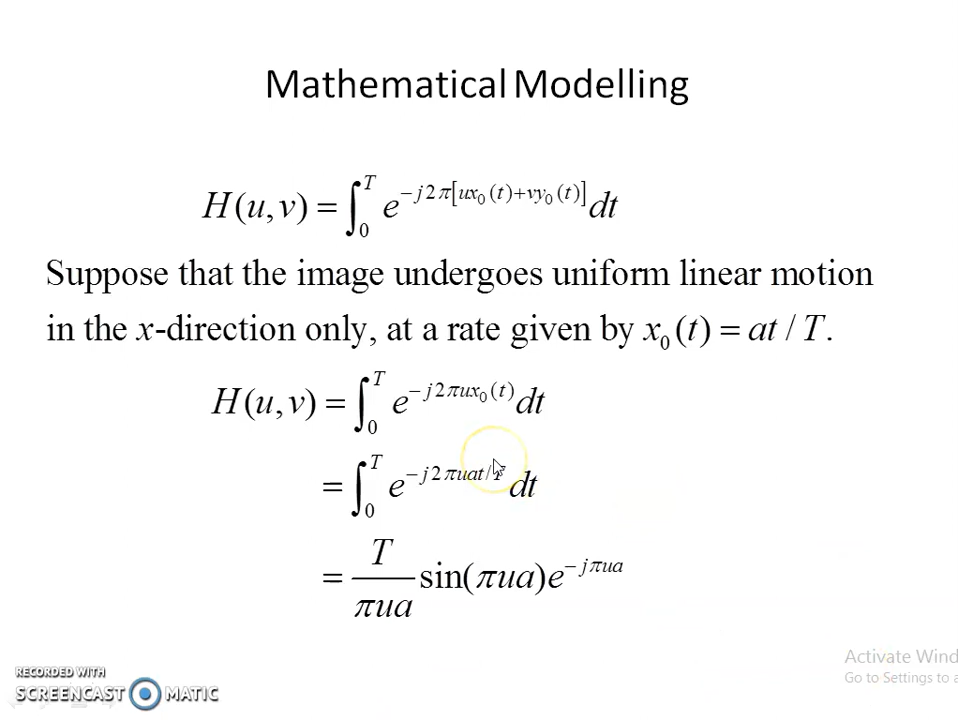 Mathematical Modelling
H(u, v) = ∫₀ᵀ e^{−j2π[ux₀(t)+vy₀(t)]} dt
Suppose that the image undergoes uniform linear motion
in the x-direction only, at a rate given by x₀(t) = at / T.
H(u, v) = ∫₀ᵀ e^{−j2πux₀(t)} dt
= ∫₀ᵀ e^{−j2πuat/T} dt
= T/πua sin(πua)e^{−jπua}
Activate Wind
Go to Settings to a
RECORDED WITH
SCREENCAST MATIC